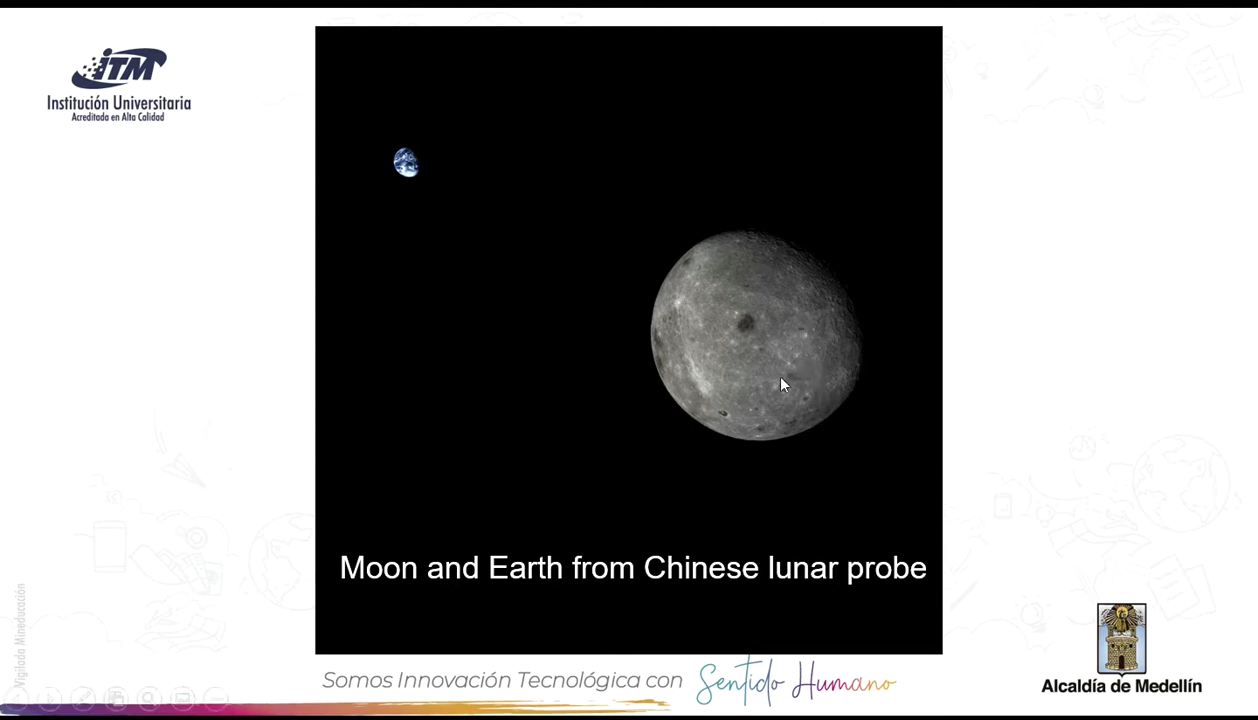 iTM
Institución Universitaria
Acreditada en Alta Calidad
Moon and Earth from Chinese lunar probe
Vigilada Mineducación
Somos Innovación Tecnológica con Sentido Humano
Alcaldía de Medellín